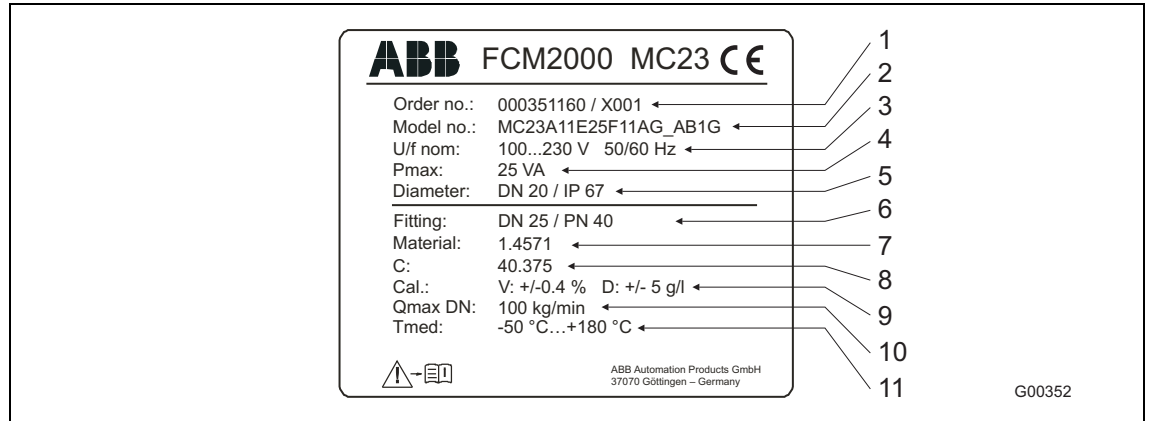 ABB FCM2000 MC23 CE
Order no.: 000351160 / X001
Model no.: MC23A11E25F11AG_AB1G
U/f nom: 100...230 V 50/60 Hz
Pmax: 25 VA
Diameter: DN 20 / IP 67
Fitting: DN 25 / PN 40
Material: 1.4571
C: 40.375
Cal.: V: +/-0.4 % D: +/- 5 g/l
Qmax DN: 100 kg/min
Tmed: -50 °C…+180 °C
ABB Automation Products GmbH
37070 Göttingen – Germany
1
2
3
4
5
6
7
8
9
10
11
G00352